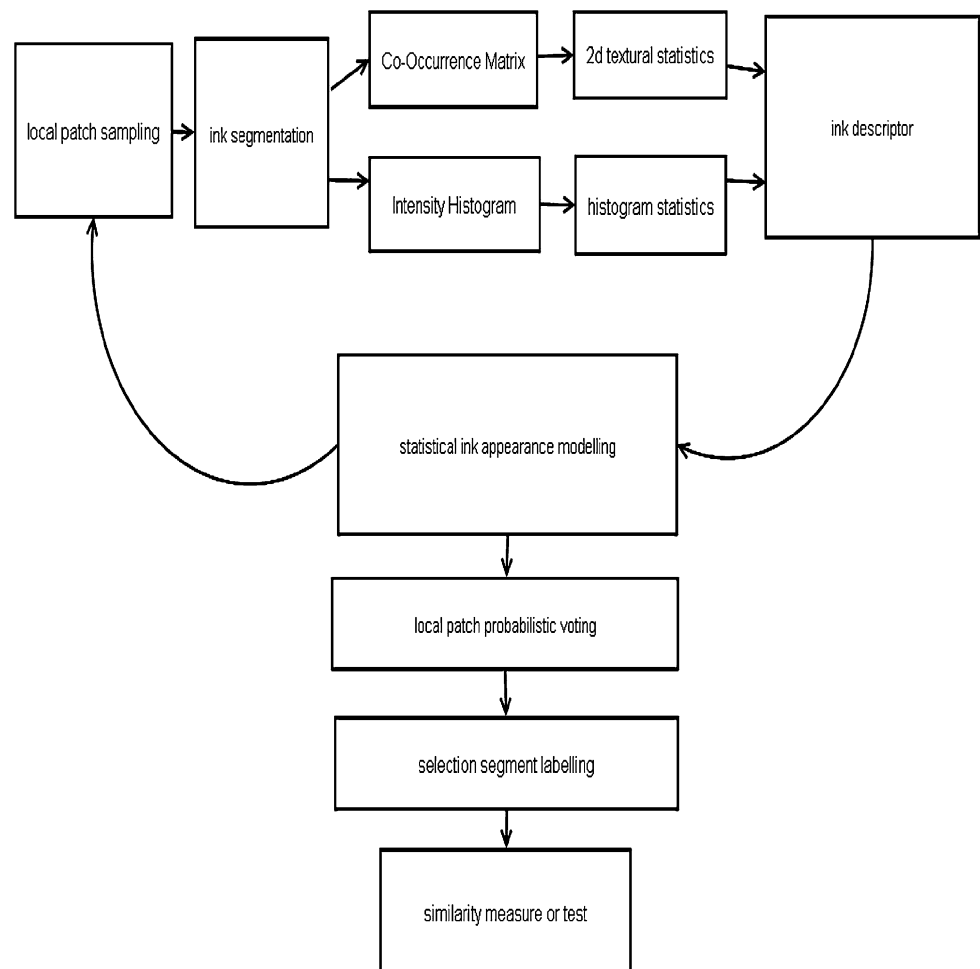 local patch sampling
ink segmentation
Co-Occurrence Matrix
2d textural statistics
ink descriptor
Intensity Histogram
histogram statistics
statistical ink appearance modelling
local patch probabilistic voting
selection segment labelling
similarity measure or test